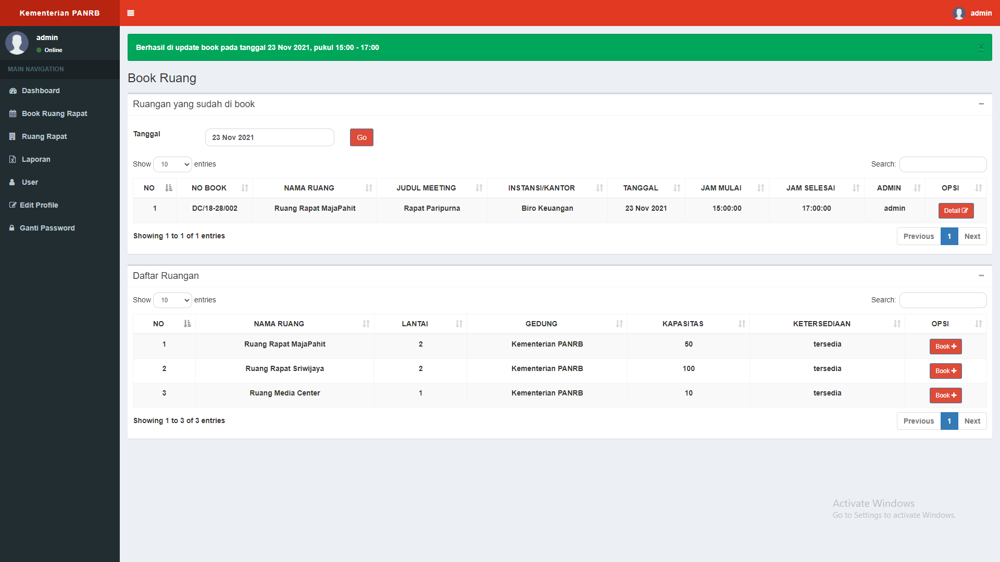 Kementerian PANRB
admin
admin
Online
MAIN NAVIGATION
Dashboard
Book Ruang Rapat
Ruang Rapat
Laporan
User
Edit Profile
Ganti Password
Berhasil di update book pada tanggal 23 Nov 2021, pukul 15:00 - 17:00
×
Book Ruang
Ruangan yang sudah di book
Tanggal 23 Nov 2021 Go
Show 10 entries Search:
NO NO BOOK NAMA RUANG JUDUL MEETING INSTANSI/KANTOR TANGGAL JAM MULAI JAM SELESAI ADMIN OPSI
1 DC/18-28/002 Ruang Rapat MajaPahit Rapat Paripurna Biro Keuangan 23 Nov 2021 15:00:00 17:00:00 admin Detail
Showing 1 to 1 of 1 entries Previous 1 Next
Daftar Ruangan
Show 10 entries Search:
NO NAMA RUANG LANTAI GEDUNG KAPASITAS KETERSEDIAAN OPSI
1 Ruang Rapat MajaPahit 2 Kementerian PANRB 50 tersedia Book
2 Ruang Rapat Sriwijaya 2 Kementerian PANRB 100 tersedia Book
3 Ruang Media Center 1 Kementerian PANRB 10 tersedia Book
Showing 1 to 3 of 3 entries Previous 1 Next
Activate Windows
Go to Settings to activate Windows.